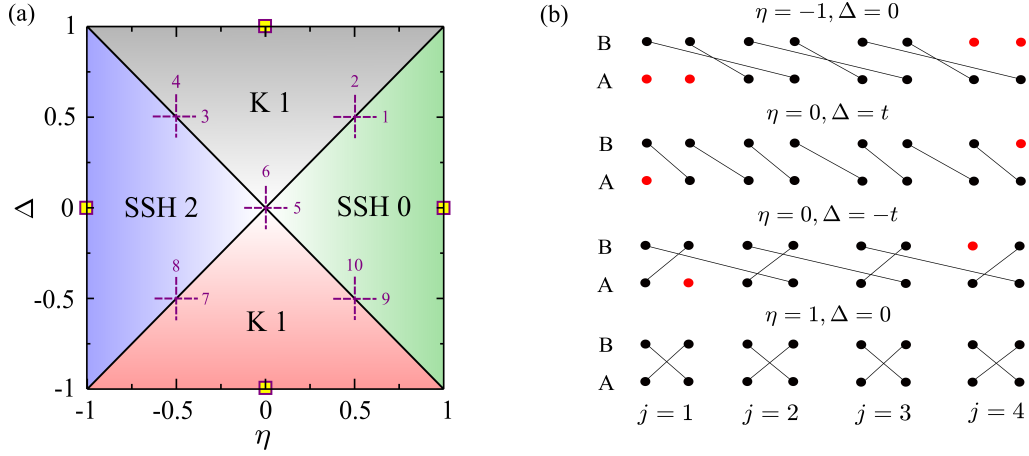 (a)
1
0.5
0
-0.5
-1
Δ
-1
-0.5
0
0.5
1
η
K 1
SSH 2
SSH 0
K 1
4
3
2
1
6
5
8
7
10
9
(b)
η = −1, Δ = 0
B
A
η = 0, Δ = t
B
A
η = 0, Δ = −t
B
A
η = 1, Δ = 0
B
A
j = 1
j = 2
j = 3
j = 4